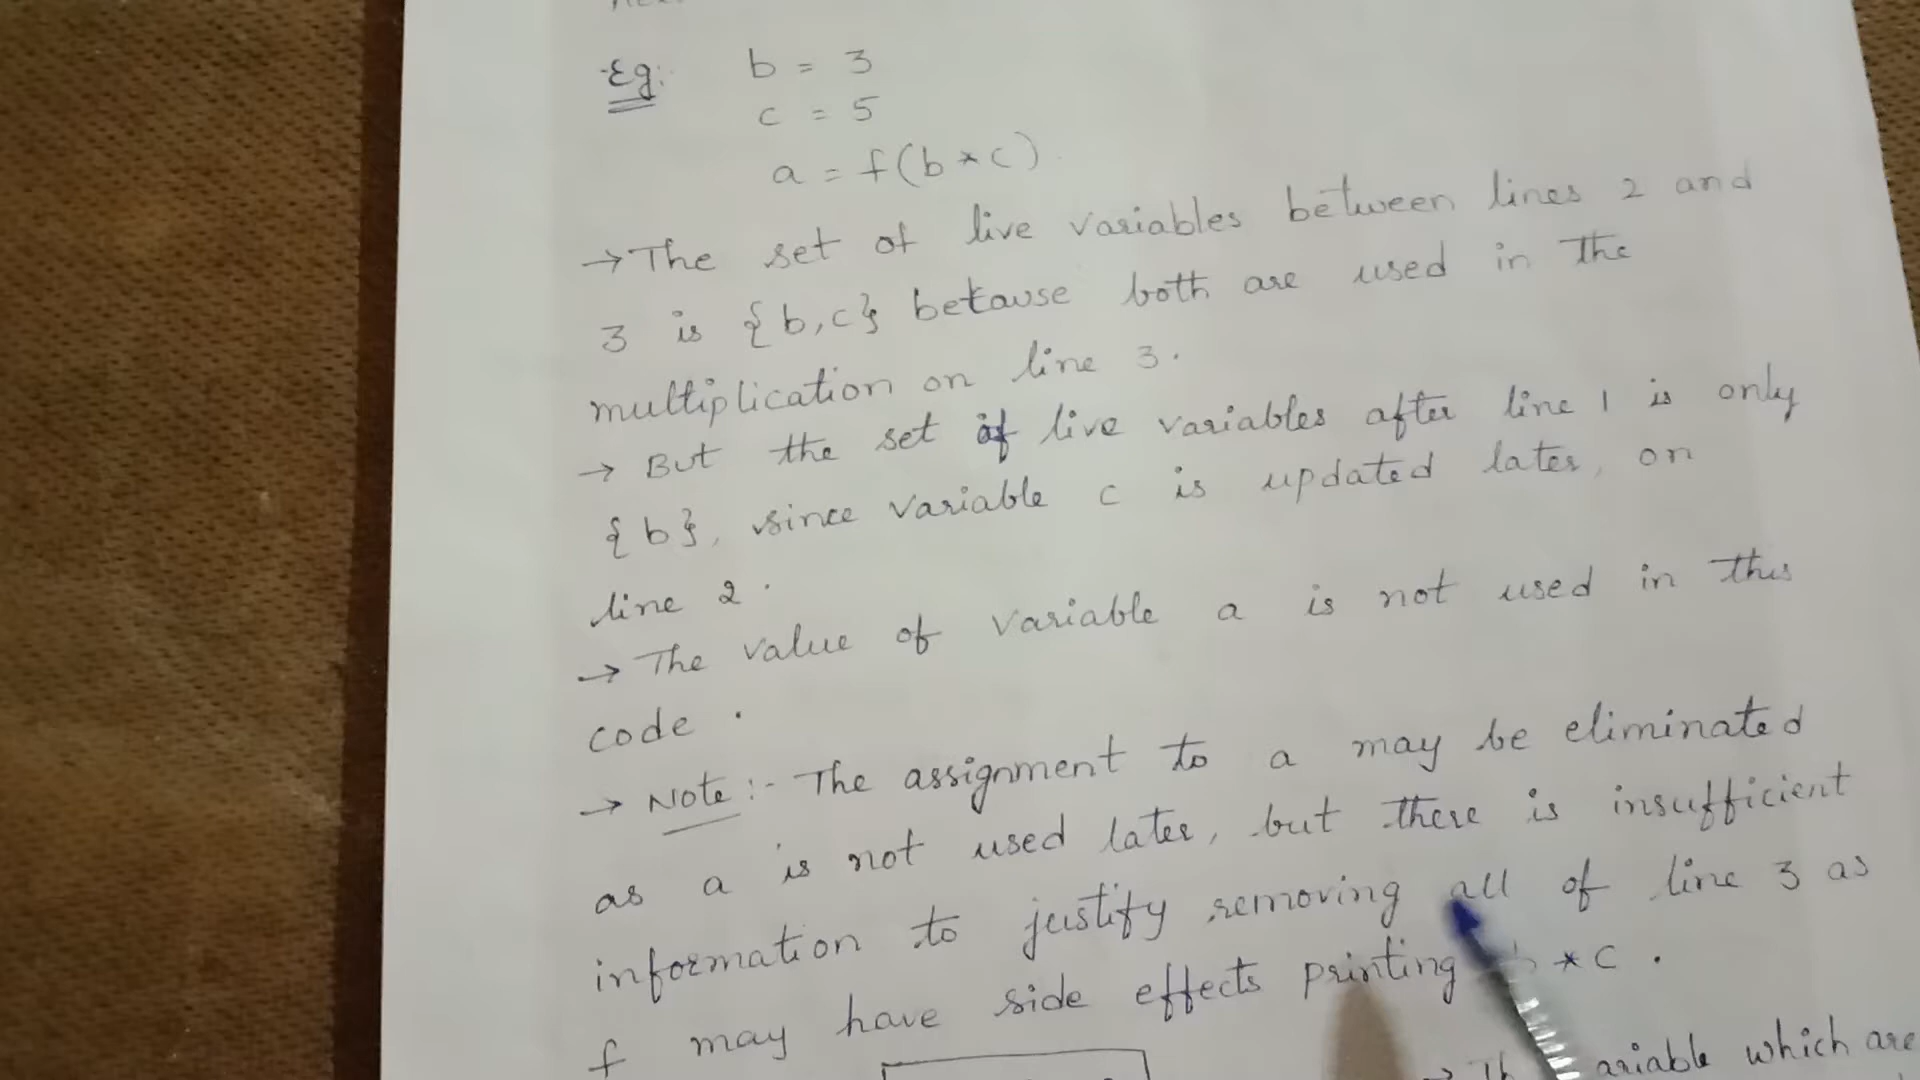 Eg: b = 3
c = 5
a = f(b*c)
→ The set of live variables between lines 2 and
3 is {b,c} because both are used in the
multiplication on line 3.
→ But the set of live variables after line 1 is only
{b}, since variable c is updated later, on
line 2.
→ The value of variable a is not used in this
code.
→ Note:- The assignment to a may be eliminated
as a is not used later, but there is insufficient
information to justify removing all of line 3 as
f may have side effects printing b * c.
→ which are